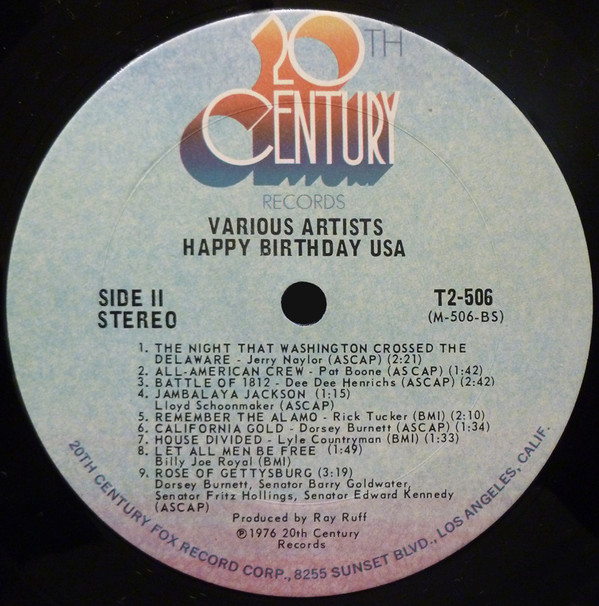 20TH
CENTURY
RECORDS
VARIOUS ARTISTS
HAPPY BIRTHDAY USA
SIDE II
STEREO
T2-506
(M-506-BS)
1. THE NIGHT THAT WASHINGTON CROSSED THE
DELAWARE - Jerry Naylor (ASCAP) (2:21)
2. ALL-AMERICAN CREW - Pat Boone (ASCAP) (1:42)
3. BATTLE OF 1812 - Dee Dee Henrichs (ASCAP) (2:42)
4. JAMBALAYA JACKSON (1:15)
Lloyd Schoonmaker (ASCAP)
5. REMEMBER THE ALAMO - Rick Tucker (BMI) (2:10)
6. CALIFORNIA GOLD - Dorsey Burnett (ASCAP) (1:34)
7. HOUSE DIVIDED - Lyle Countryman (BMI) (1:33)
8. LET ALL MEN BE FREE (1:49)
Billy Joe Royal (BMI)
9. ROSE OF GETTYSBURG (3:19)
Dorsey Burnett, Senator Barry Goldwater,
Senator Fritz Hollings, Senator Edward Kennedy
(ASCAP)
Produced by Ray Ruff
℗1976 20th Century
Records
20TH CENTURY FOX RECORD CORP., 8255 SUNSET BLVD., LOS ANGELES, CALIF.